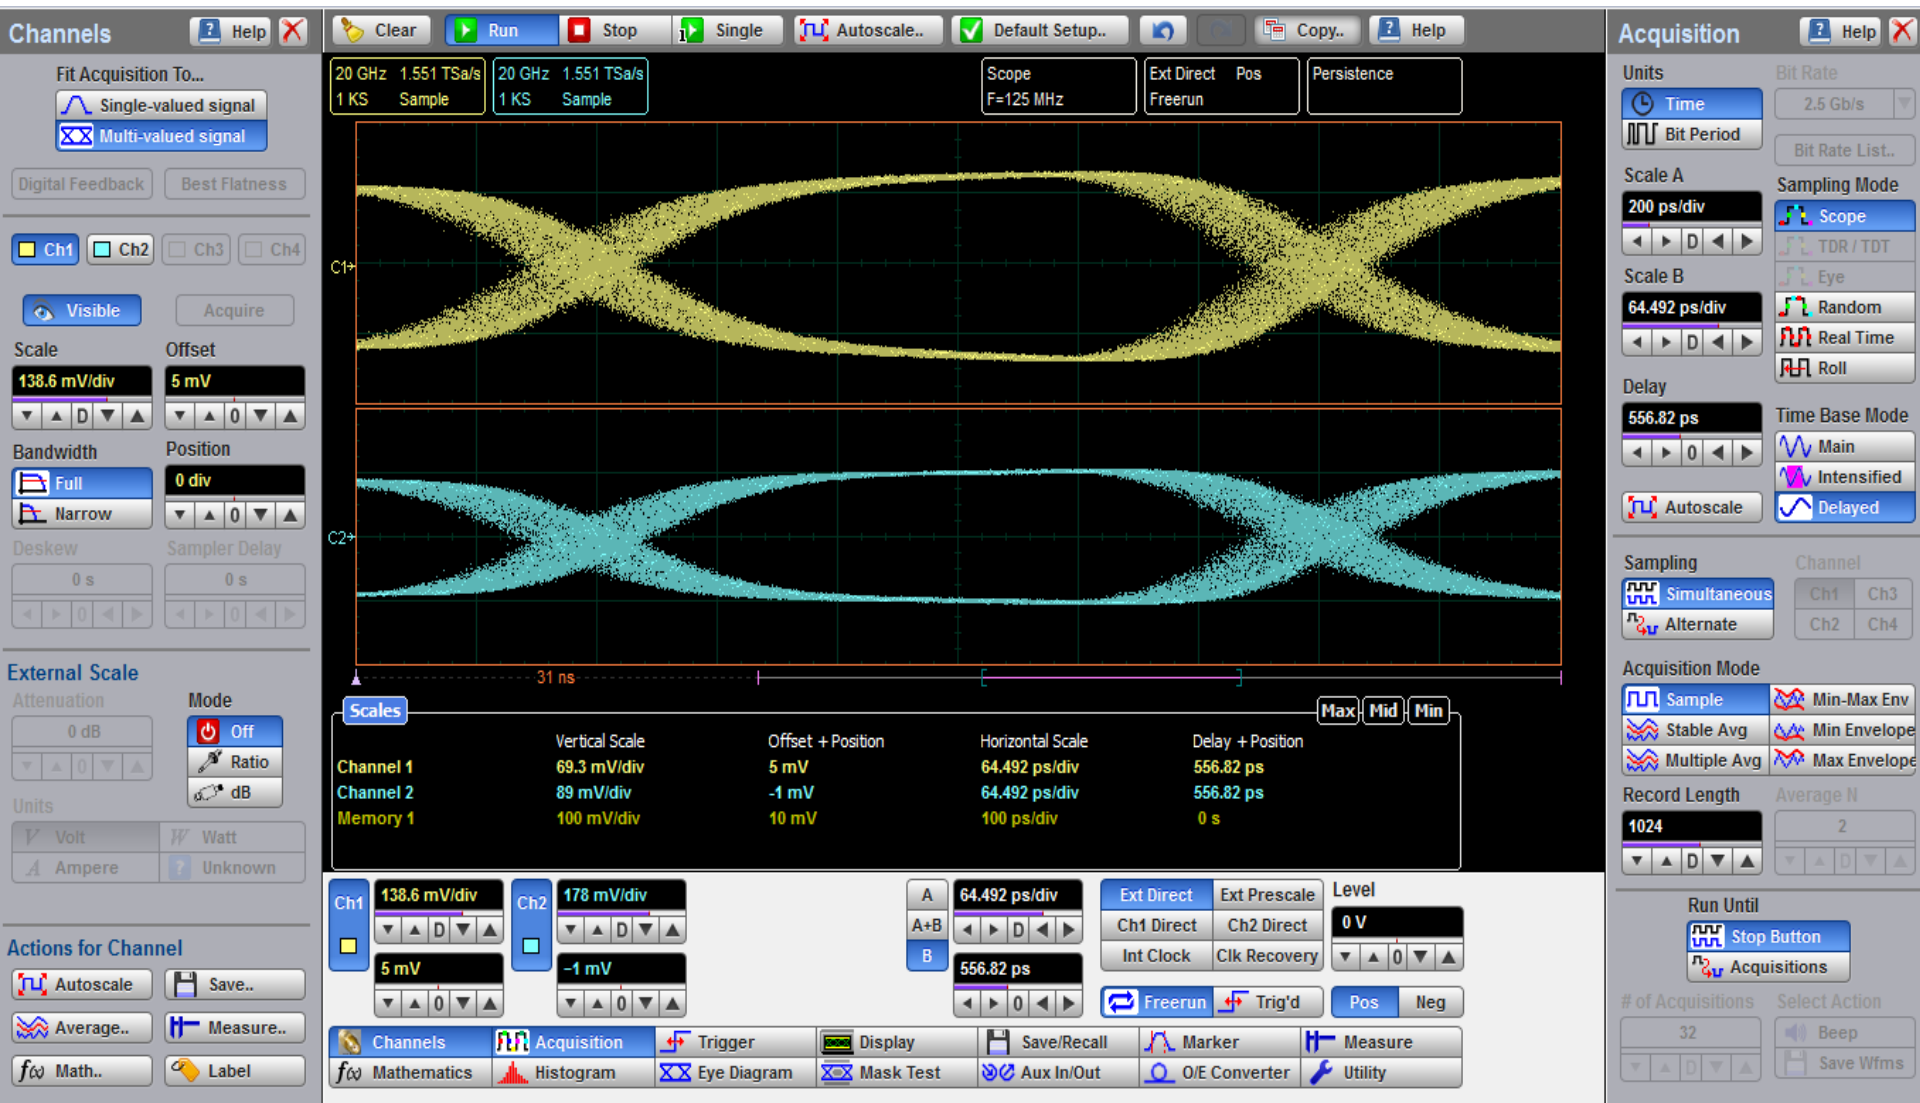 Channels
Help
Fit Acquisition To...
Single-valued signal
Multi-valued signal
Digital Feedback
Best Flatness
Ch1
Ch2
Ch3
Ch4
Visible
Acquire
Scale
Offset
138.6 mV/div
5 mV
D
0
Bandwidth
Position
Full
0 div
Narrow
0
Deskew
Sampler Delay
0 s
0 s
0
0
External Scale
Attenuation
Mode
0 dB
Off
0
Ratio
dB
Units
V Volt
W Watt
A Ampere
? Unknown
Actions for Channel
Autoscale
Save..
Average..
Measure..
f(ω) Math..
Label
Clear
Run
Stop
Single
Autoscale..
Default Setup..
Copy..
Help
20 GHz 1.551 TSa/s
1 KS Sample
20 GHz 1.551 TSa/s
1 KS Sample
Scope
F=125 MHz
Ext Direct Pos
Freerun
Persistence
C1
C2
31 ns
Scales
Max
Mid
Min
Vertical Scale Offset + Position Horizontal Scale Delay + Position
Channel 1 69.3 mV/div 5 mV 64.492 ps/div 556.82 ps
Channel 2 89 mV/div -1 mV 64.492 ps/div 556.82 ps
Memory 1 100 mV/div 10 mV 100 ps/div 0 s
Ch1
138.6 mV/div
D
5 mV
0
Ch2
178 mV/div
D
-1 mV
0
A
A+B
B
64.492 ps/div
D
556.82 ps
0
Ext Direct
Ext Prescale
Ch1 Direct
Ch2 Direct
Int Clock
Clk Recovery
Freerun
Trig'd
Level
0 V
0
Pos
Neg
Channels
Acquisition
Trigger
Display
Save/Recall
Marker
Measure
f(ω) Mathematics
Histogram
Eye Diagram
Mask Test
Aux In/Out
O/E Converter
Utility
Acquisition
Help
Units
Bit Rate
Time
2.5 Gb/s
Bit Period
Bit Rate List..
Scale A
200 ps/div
D
Sampling Mode
Scope
TDR / TDT
Eye
Random
Real Time
Roll
Scale B
64.492 ps/div
D
Delay
556.82 ps
0
Autoscale
Time Base Mode
Main
Intensified
Delayed
Sampling
Channel
Simultaneous
Ch1
Ch3
Alternate
Ch2
Ch4
Acquisition Mode
Sample
Min-Max Env
Stable Avg
Min Envelope
Multiple Avg
Max Envelope
Record Length
Average N
1024
2
D
D
Run Until
Stop Button
Acquisitions
# of Acquisitions
Select Action
32
Beep
D
Save Wfms